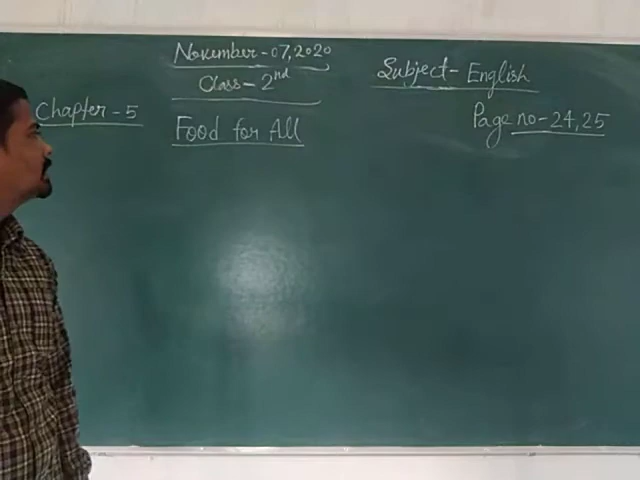 November-07,2020
Class-2nd
Subject-English
Chapter-5
Food for All
Page no-24,25